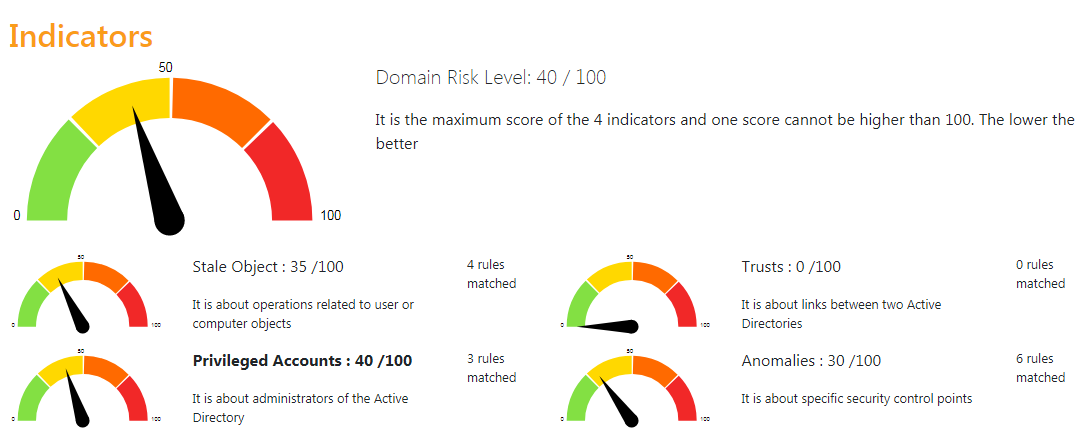 Indicators
50
0
100
Domain Risk Level: 40 / 100
It is the maximum score of the 4 indicators and one score cannot be higher than 100. The lower the
better
50
0
100
Stale Object : 35 /100
4 rules
matched
It is about operations related to user or
computer objects
50
0
100
Trusts : 0 /100
0 rules
matched
It is about links between two Active
Directories
50
0
100
Privileged Accounts : 40 /100
3 rules
matched
It is about administrators of the Active
Directory
50
0
100
Anomalies : 30 /100
6 rules
matched
It is about specific security control points